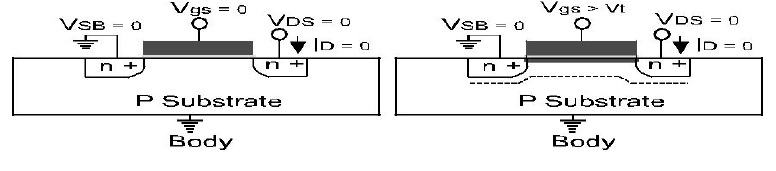 Vgs = 0
VSB = 0
VDS = 0
ID = 0
n +
n +
P Substrate
Body
Vgs > Vt
VSB = 0
VDS = 0
ID = 0
n +
n +
P Substrate
Body